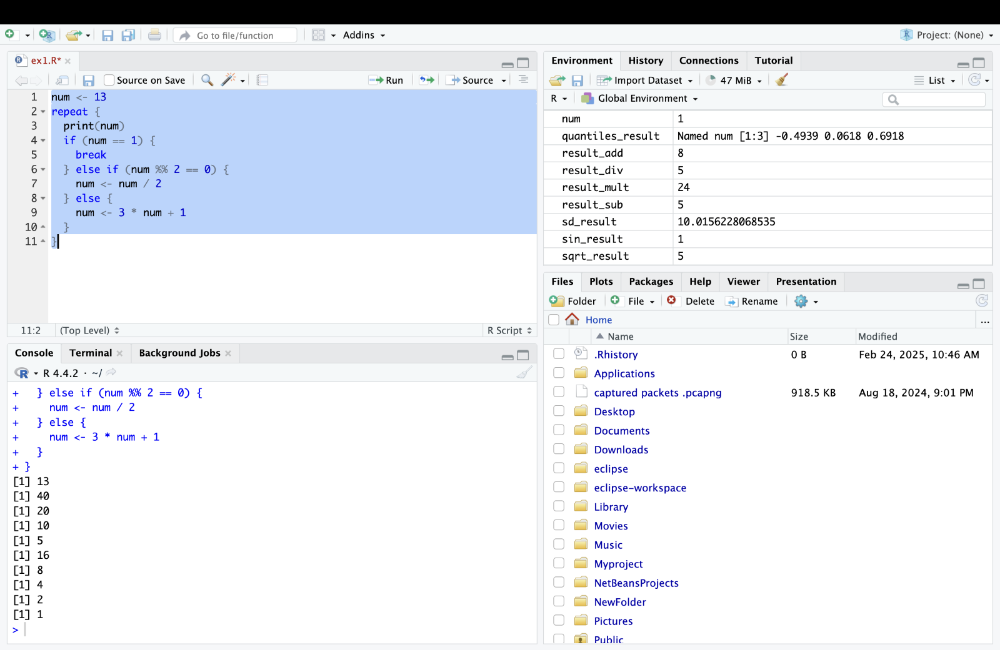 Go to file/function
Addins
Project: (None)
ex1.R*
Source on Save
Run
Source
1 num <- 13
2 repeat {
3   print(num)
4   if (num == 1) {
5     break
6   } else if (num %% 2 == 0) {
7     num <- num / 2
8   } else {
9     num <- 3 * num + 1
10   }
11 }
11:2 (Top Level) R Script
Console Terminal Background Jobs
R 4.4.2 · ~/
+   } else if (num %% 2 == 0) {
+     num <- num / 2
+   } else {
+     num <- 3 * num + 1
+   }
+ }
[1] 13
[1] 40
[1] 20
[1] 10
[1] 5
[1] 16
[1] 8
[1] 4
[1] 2
[1] 1
>
Environment History Connections Tutorial
Import Dataset 47 MiB List
R Global Environment
num 1
quantiles_result Named num [1:3] -0.4939 0.0618 0.6918
result_add 8
result_div 5
result_mult 24
result_sub 5
sd_result 10.0156228068535
sin_result 1
sqrt_result 5
Files Plots Packages Help Viewer Presentation
Folder File Delete Rename
Home ...
Name Size Modified
.Rhistory 0 B Feb 24, 2025, 10:46 AM
Applications
captured packets .pcapng 918.5 KB Aug 18, 2024, 9:01 PM
Desktop
Documents
Downloads
eclipse
eclipse-workspace
Library
Movies
Music
Myproject
NetBeansProjects
NewFolder
Pictures
Public